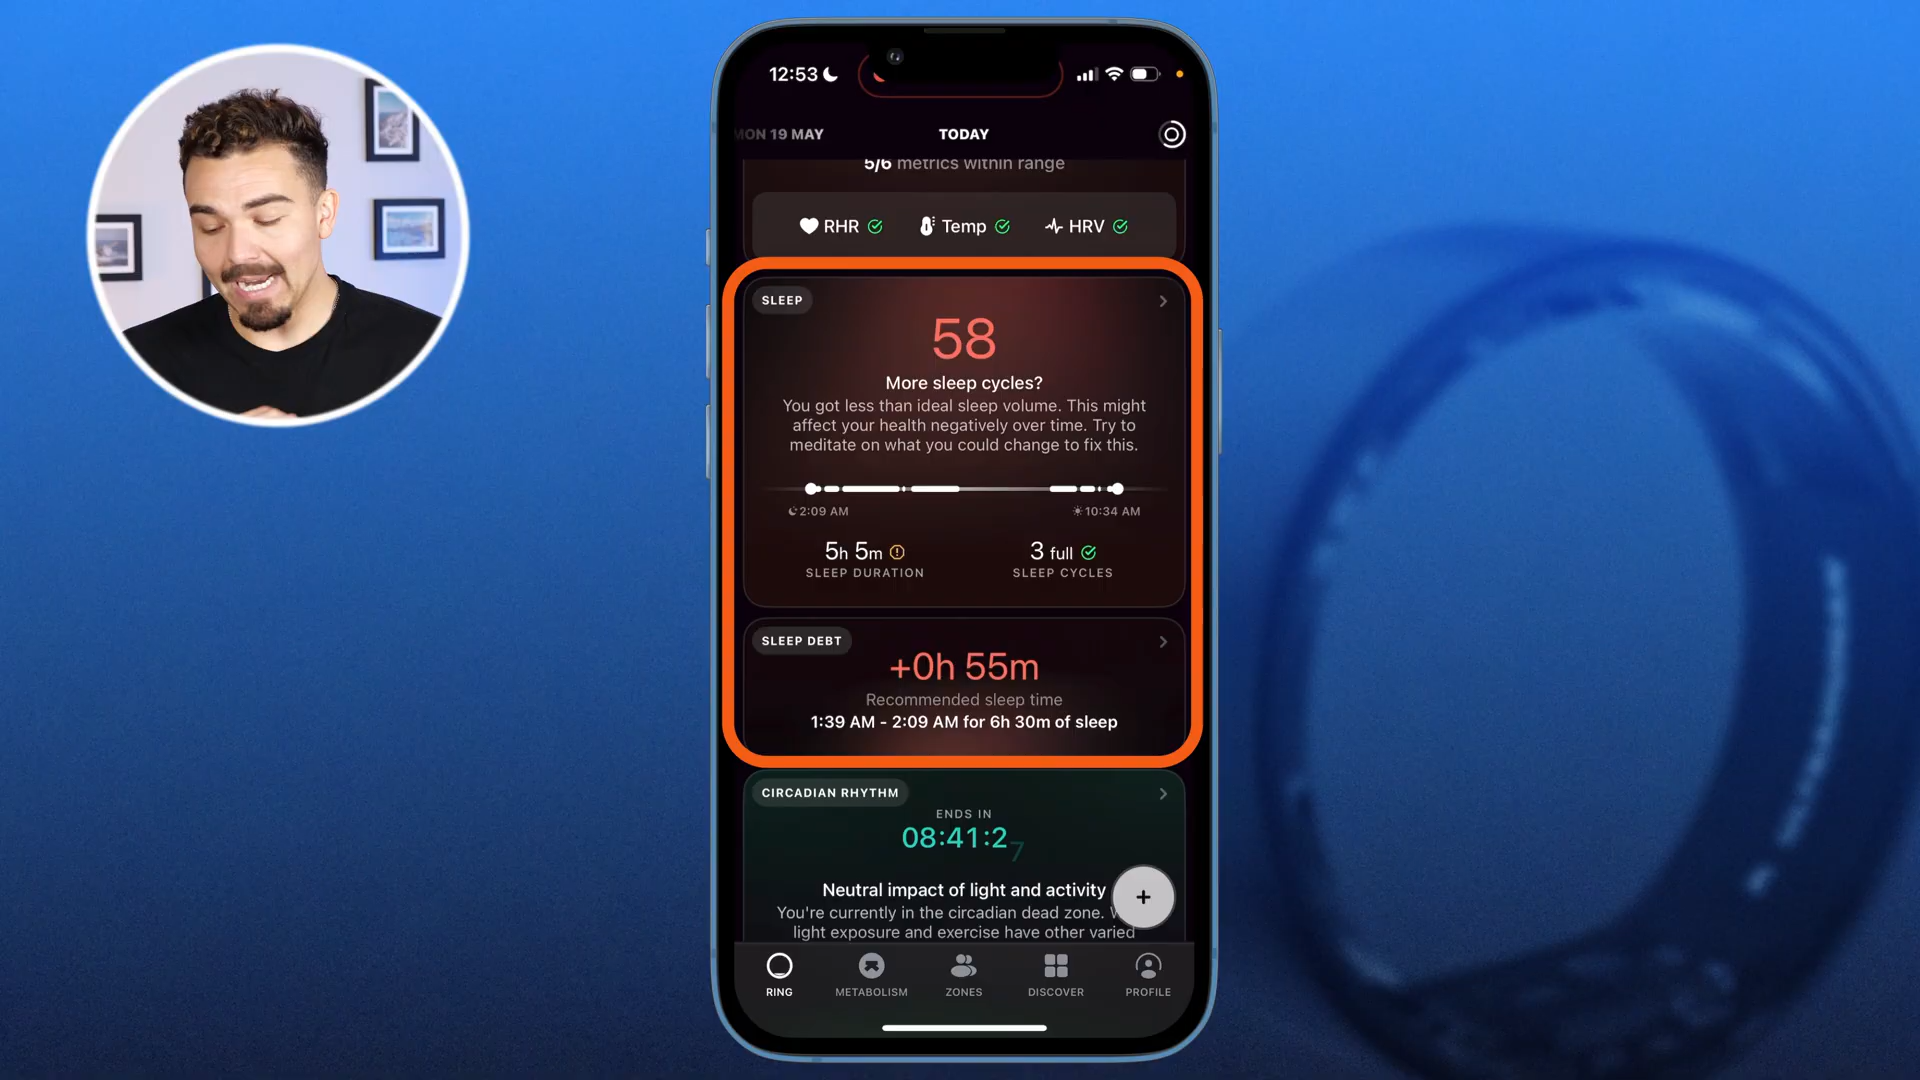 12:53
MON 19 MAY
TODAY
5/6 metrics within range
RHR
Temp
HRV
SLEEP
58
More sleep cycles?
You got less than ideal sleep volume. This might
affect your health negatively over time. Try to
meditate on what you could change to fix this.
2:09 AM
10:34 AM
5h 5m
3 full
SLEEP DURATION
SLEEP CYCLES
SLEEP DEBT
+0h 55m
Recommended sleep time
1:39 AM - 2:09 AM for 6h 30m of sleep
CIRCADIAN RHYTHM
ENDS IN
08:41:27
Neutral impact of light and activity
You're currently in the circadian dead zone.
light exposure and exercise have other varied
+
RING
METABOLISM
ZONES
DISCOVER
PROFILE